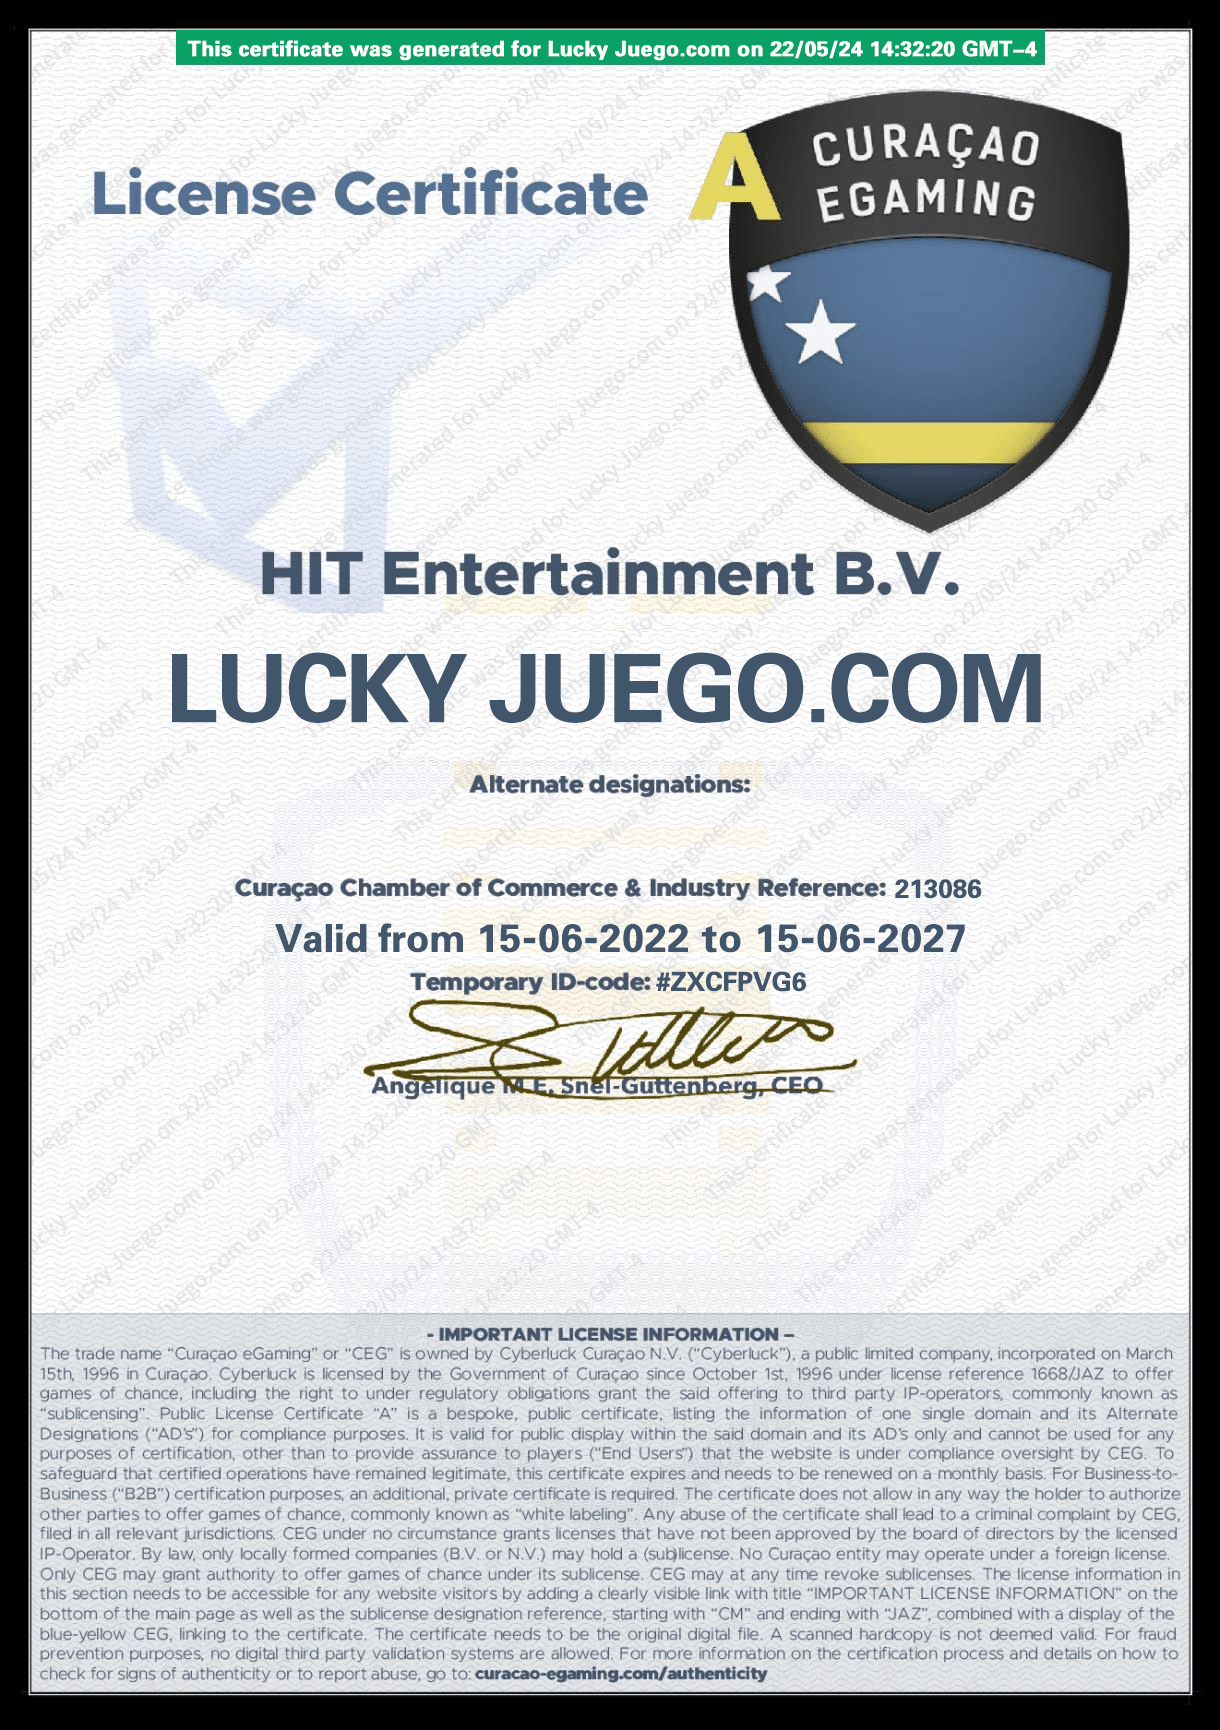 This certificate was generated for Lucky Juego.com on 22/05/24 14:32:20 GMT–4
License Certificate
A
CURAÇAO
EGAMING
HIT Entertainment B.V.
LUCKY JUEGO.COM
Alternate designations:
Curaçao Chamber of Commerce & Industry Reference: 213086
Valid from 15-06-2022 to 15-06-2027
Temporary ID-code: #ZXCFPVG6
Angelique M.E. Snel-Guttenberg, CEO
- IMPORTANT LICENSE INFORMATION –
The trade name “Curaçao eGaming” or “CEG” is owned by Cyberluck Curaçao N.V. (“Cyberluck”), a public limited company, incorporated on March
15th, 1996 in Curaçao. Cyberluck is licensed by the Government of Curaçao since October 1st, 1996 under license reference 1668/JAZ to offer
games of chance, including the right to under regulatory obligations grant the said offering to third party IP-operators, commonly known as
“sublicensing”. Public License Certificate “A” is a bespoke, public certificate, listing the information of one single domain and its Alternate
Designations (“AD’s”) for compliance purposes. It is valid for public display within the said domain and its AD’s only and cannot be used for any
purposes of certification, other than to provide assurance to players (“End Users”) that the website is under compliance oversight by CEG. To
safeguard that certified operations have remained legitimate, this certificate expires and needs to be renewed on a monthly basis. For Business-to-
Business (“B2B”) certification purposes, an additional, private certificate is required. The certificate does not allow in any way the holder to authorize
other parties to offer games of chance, commonly known as “white labeling”. Any abuse of the certificate shall lead to a criminal complaint by CEG,
filed in all relevant jurisdictions. CEG under no circumstance grants licenses that have not been approved by the board of directors by the licensed
IP-Operator. By law, only locally formed companies (B.V. or N.V.) may hold a (sub)license. No Curaçao entity may operate under a foreign license.
Only CEG may grant authority to offer games of chance under its sublicense. CEG may at any time revoke sublicenses. The license information in
this section needs to be accessible for any website visitors by adding a clearly visible link with title “IMPORTANT LICENSE INFORMATION” on the
bottom of the main page as well as the sublicense designation reference, starting with “CM” and ending with “JAZ”, combined with a display of the
blue-yellow CEG, linking to the certificate. The certificate needs to be the original digital file. A scanned hardcopy is not deemed valid. For fraud
prevention purposes, no digital third party validation systems are allowed. For more information on the certification process and details on how to
check for signs of authenticity or to report abuse, go to: curacao-egaming.com/authenticity